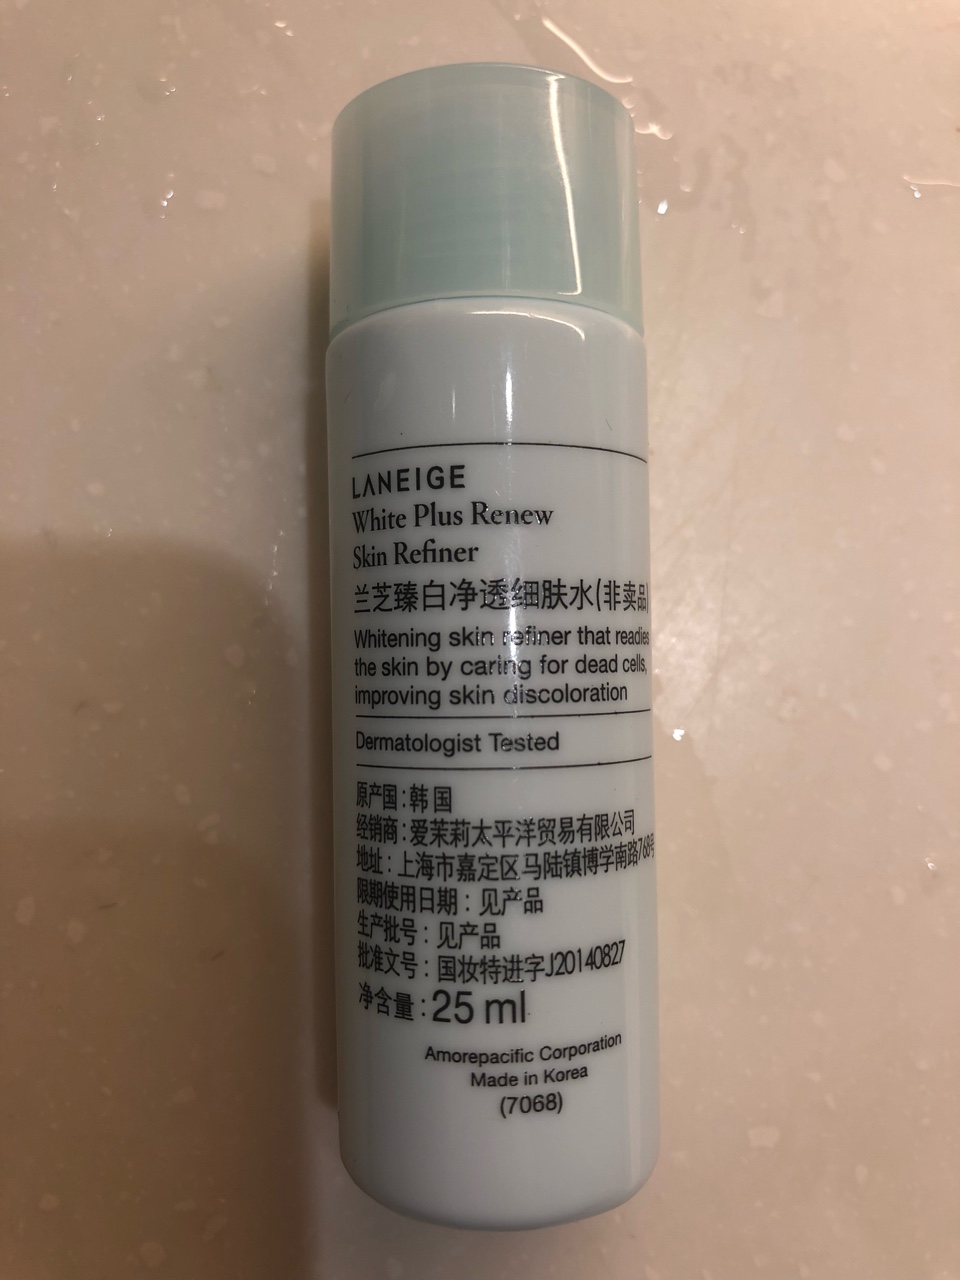 LANEIGE
White Plus Renew
Skin Refiner
兰芝臻白净透细肤水(非卖品)
Whitening skin refiner that readies
the skin by caring for dead cells,
improving skin discoloration
Dermatologist Tested
原产国:韩国
经销商:爱茉莉太平洋贸易有限公司
地址:上海市嘉定区马陆镇博学南路768号
限期使用日期:见产品
生产批号:见产品
批准文号:国妆特进字J20140827
净含量:25 ml
Amorepacific Corporation
Made in Korea
(7068)